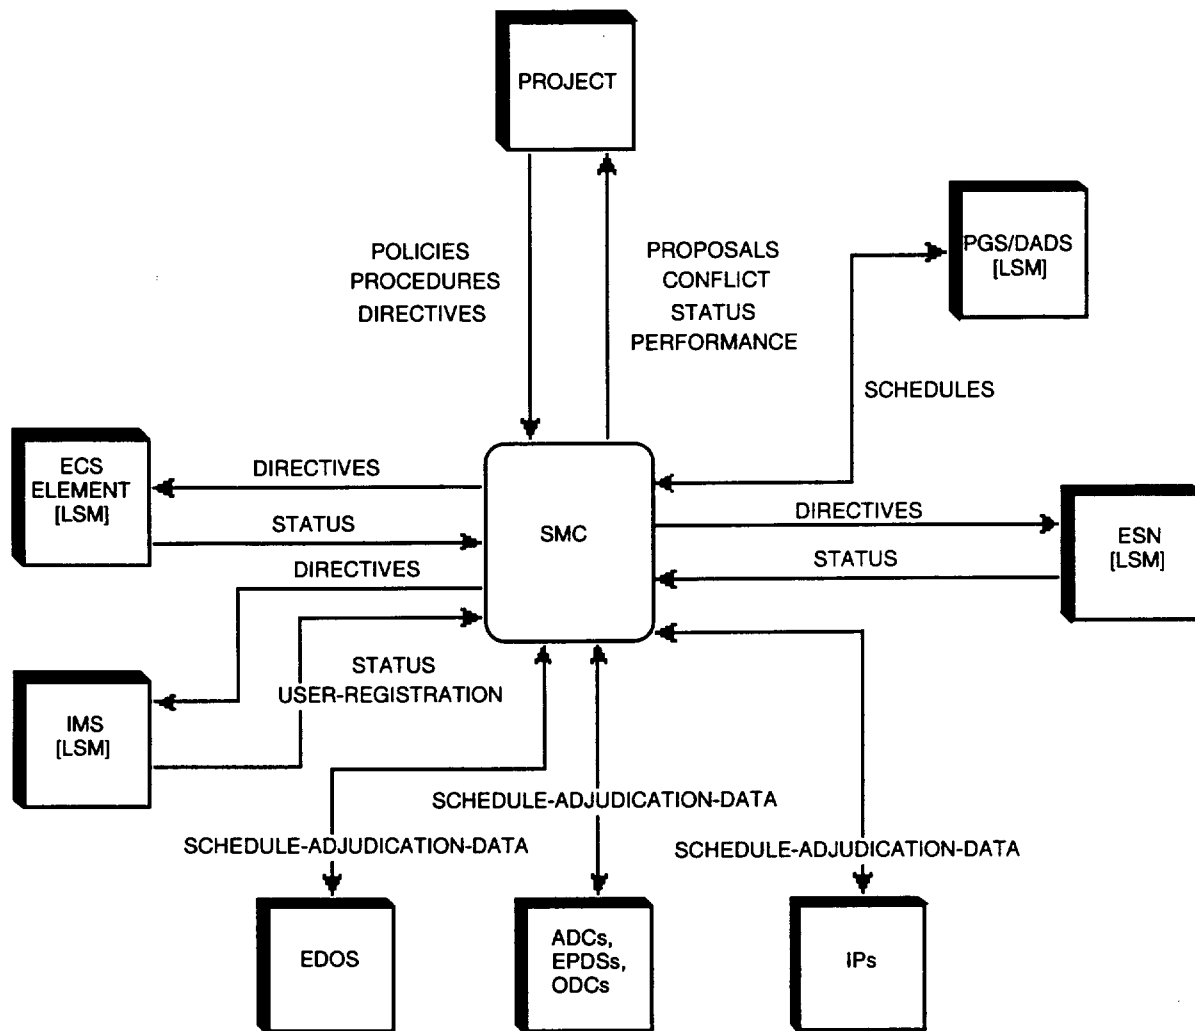 PROJECT
POLICIES
PROCEDURES
DIRECTIVES
PROPOSALS
CONFLICT
STATUS
PERFORMANCE
PGS/DADS
[LSM]
SCHEDULES
ECS
ELEMENT
[LSM]
DIRECTIVES
STATUS
DIRECTIVES
SMC
DIRECTIVES
STATUS
ESN
[LSM]
IMS
[LSM]
STATUS
USER-REGISTRATION
SCHEDULE-ADJUDICATION-DATA
SCHEDULE-ADJUDICATION-DATA
SCHEDULE-ADJUDICATION-DATA
EDOS
ADCs,
EPDSs,
ODCs
IPs